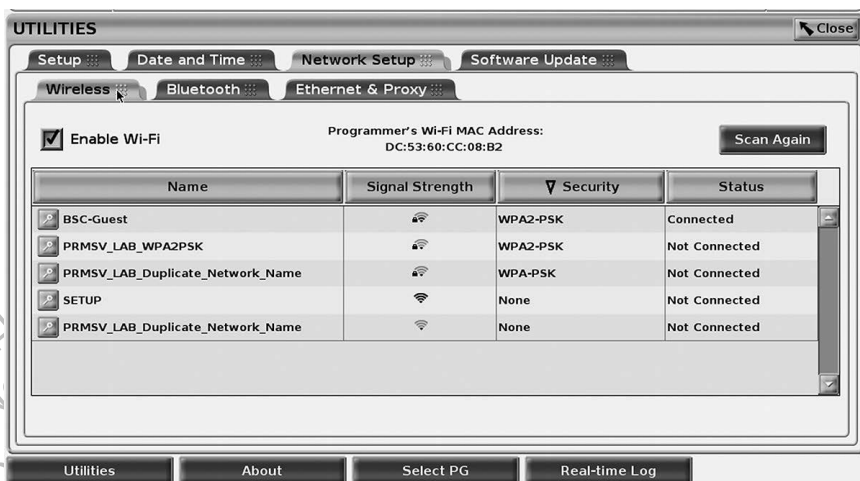 UTILITIES
Close
Setup Date and Time Network Setup Software Update
Wireless Bluetooth Ethernet & Proxy
Enable Wi-Fi
Programmer's Wi-Fi MAC Address:
DC:53:60:CC:08:B2
Scan Again
Name Signal Strength Security Status
BSC-Guest WPA2-PSK Connected
PRMSV_LAB_WPA2PSK WPA2-PSK Not Connected
PRMSV_LAB_Duplicate_Network_Name WPA-PSK Not Connected
SETUP None Not Connected
PRMSV_LAB_Duplicate_Network_Name None Not Connected
Utilities About Select PG Real-time Log